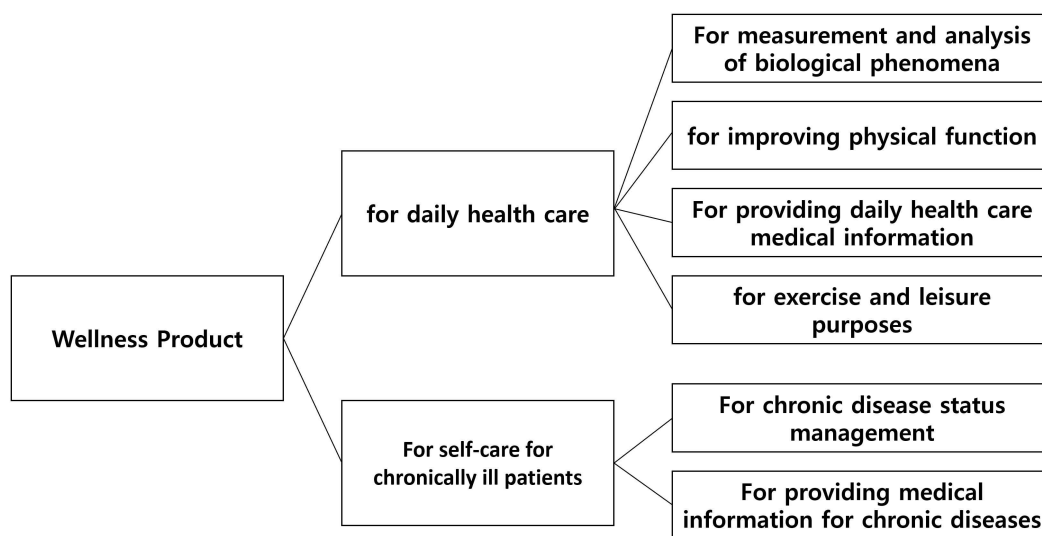 Wellness Product
for daily health care
For measurement and analysis
of biological phenomena
for improving physical function
For providing daily health care
medical information
for exercise and leisure
purposes
For self-care for
chronically ill patients
For chronic disease status
management
For providing medical
information for chronic diseases